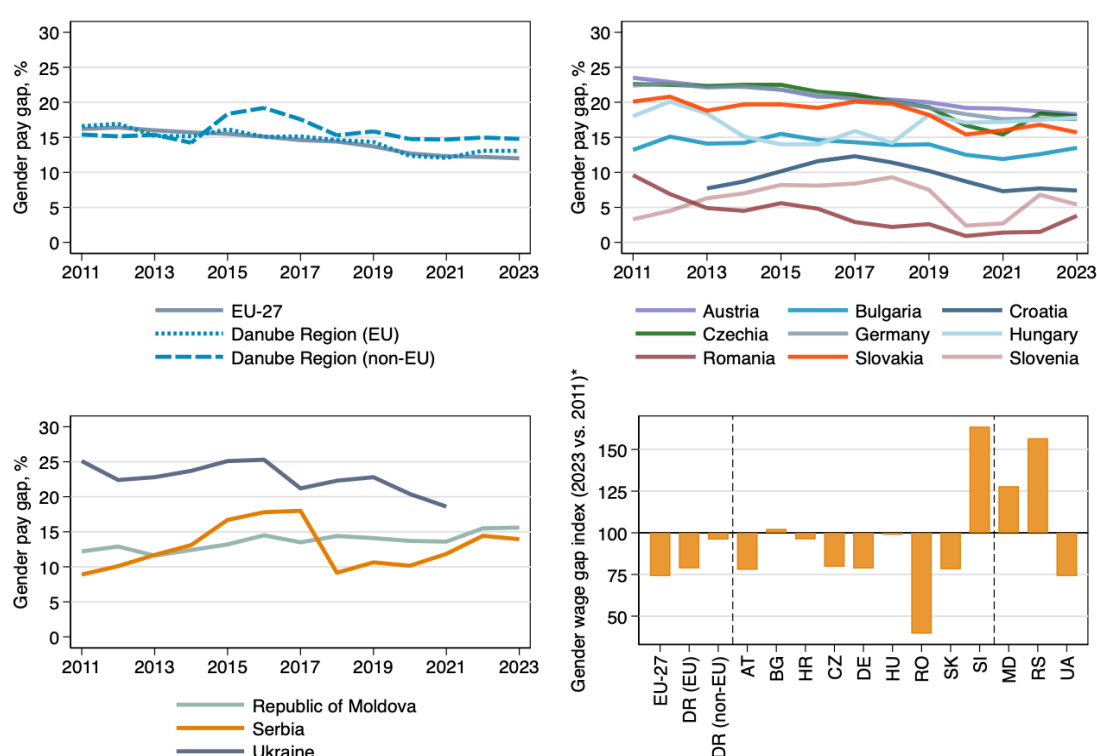 Gender pay gap, %
30
25
20
15
10
5
0
2011 2013 2015 2017 2019 2021 2023
EU-27
Danube Region (EU)
Danube Region (non-EU)
Gender pay gap, %
30
25
20
15
10
5
0
2011 2013 2015 2017 2019 2021 2023
Austria Bulgaria Croatia
Czechia Germany Hungary
Romania Slovakia Slovenia
Gender pay gap, %
30
25
20
15
10
5
0
2011 2013 2015 2017 2019 2021 2023
Republic of Moldova
Serbia
Ukraine
Gender wage gap index (2023 vs. 2011)*
150
125
100
75
50
EU-27 DR (EU) DR (non-EU) AT BG HR CZ DE HU RO SK SI MD RS UA